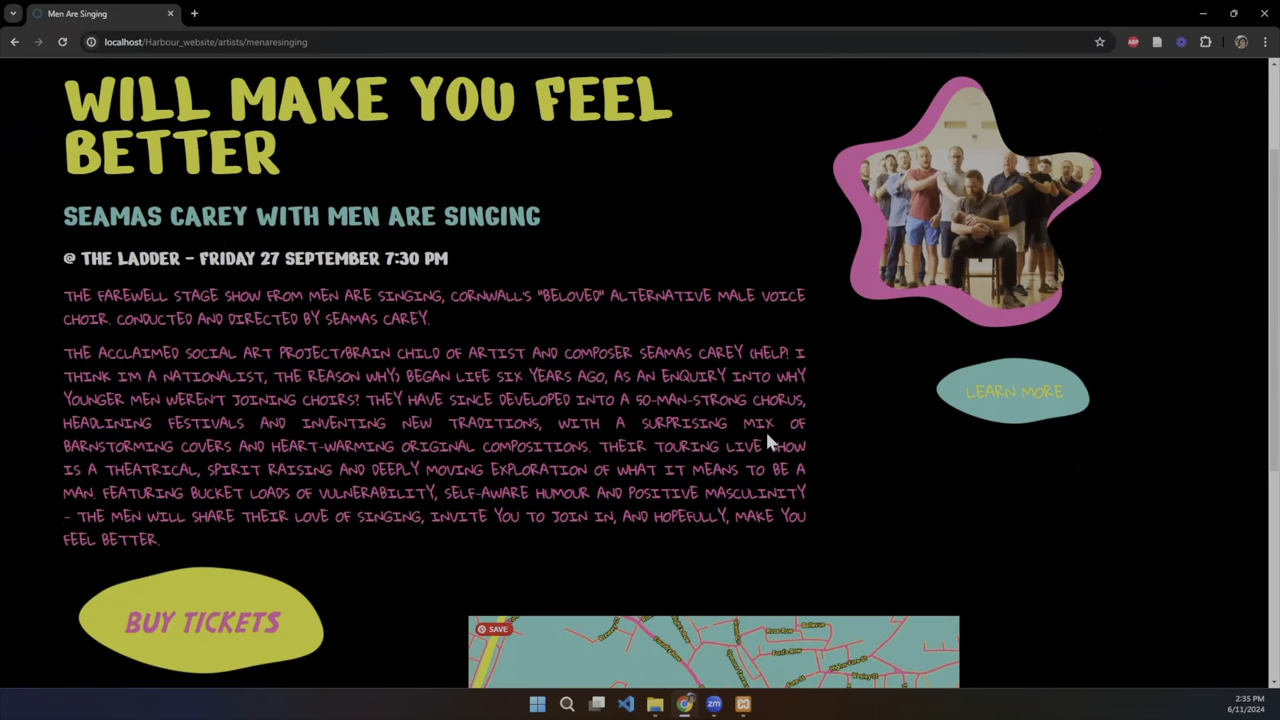 Men Are Singing
localhost/Harbour_website/artists/menaresinging
ABP
WILL MAKE YOU FEEL
BETTER
SEAMAS CAREY WITH MEN ARE SINGING
@ THE LADDER - FRIDAY 27 SEPTEMBER 7:30 PM
THE FAREWELL STAGE SHOW FROM MEN ARE SINGING, CORNWALL'S "BELOVED" ALTERNATIVE MALE VOICE
CHOIR. CONDUCTED AND DIRECTED BY SEAMAS CAREY.
THE ACCLAIMED SOCIAL ART PROJECT/BRAIN CHILD OF ARTIST AND COMPOSER SEAMAS CAREY (HELP! I
THINK I'M A NATIONALIST, THE REASON WHY) BEGAN LIFE SIX YEARS AGO, AS AN ENQUIRY INTO WHY
YOUNGER MEN WEREN'T JOINING CHOIRS? THEY HAVE SINCE DEVELOPED INTO A 50-MAN-STRONG CHORUS,
HEADLINING FESTIVALS AND INVENTING NEW TRADITIONS, WITH A SURPRISING MIX OF
BARNSTORMING COVERS AND HEART-WARMING ORIGINAL COMPOSITIONS. THEIR TOURING LIVE SHOW
IS A THEATRICAL, SPIRIT RAISING AND DEEPLY MOVING EXPLORATION OF WHAT IT MEANS TO BE A
MAN. FEATURING BUCKET LOADS OF VULNERABILITY, SELF-AWARE HUMOUR AND POSITIVE MASCULINITY
- THE MEN WILL SHARE THEIR LOVE OF SINGING, INVITE YOU TO JOIN IN, AND HOPEFULLY, MAKE YOU
FEEL BETTER.
LEARN MORE
BUY TICKETS
SAVE
Rose Row
Bellevue
Ford's Row
zm
2:35 PM
6/11/2024